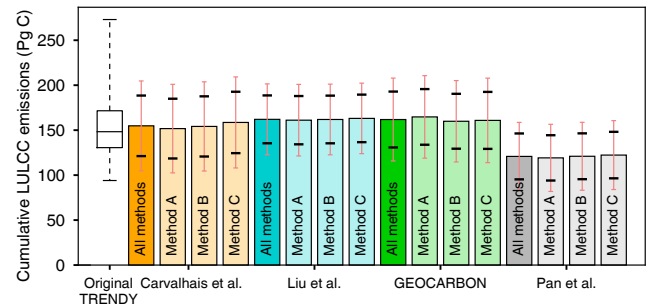 Cumulative LULCC emissions (Pg C)
250
200
150
100
50
0
All methods
Method A
Method B
Method C
All methods
Method A
Method B
Method C
All methods
Method A
Method B
Method C
All methods
Method A
Method B
Method C
Original
TRENDY
Carvalhais et al.
Liu et al.
GEOCARBON
Pan et al.